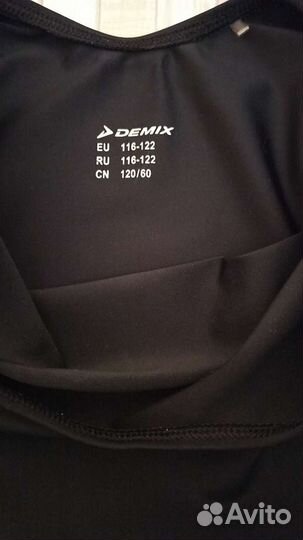 DEMIX
EU 116-122
RU 116-122
CN 120/60
Avito